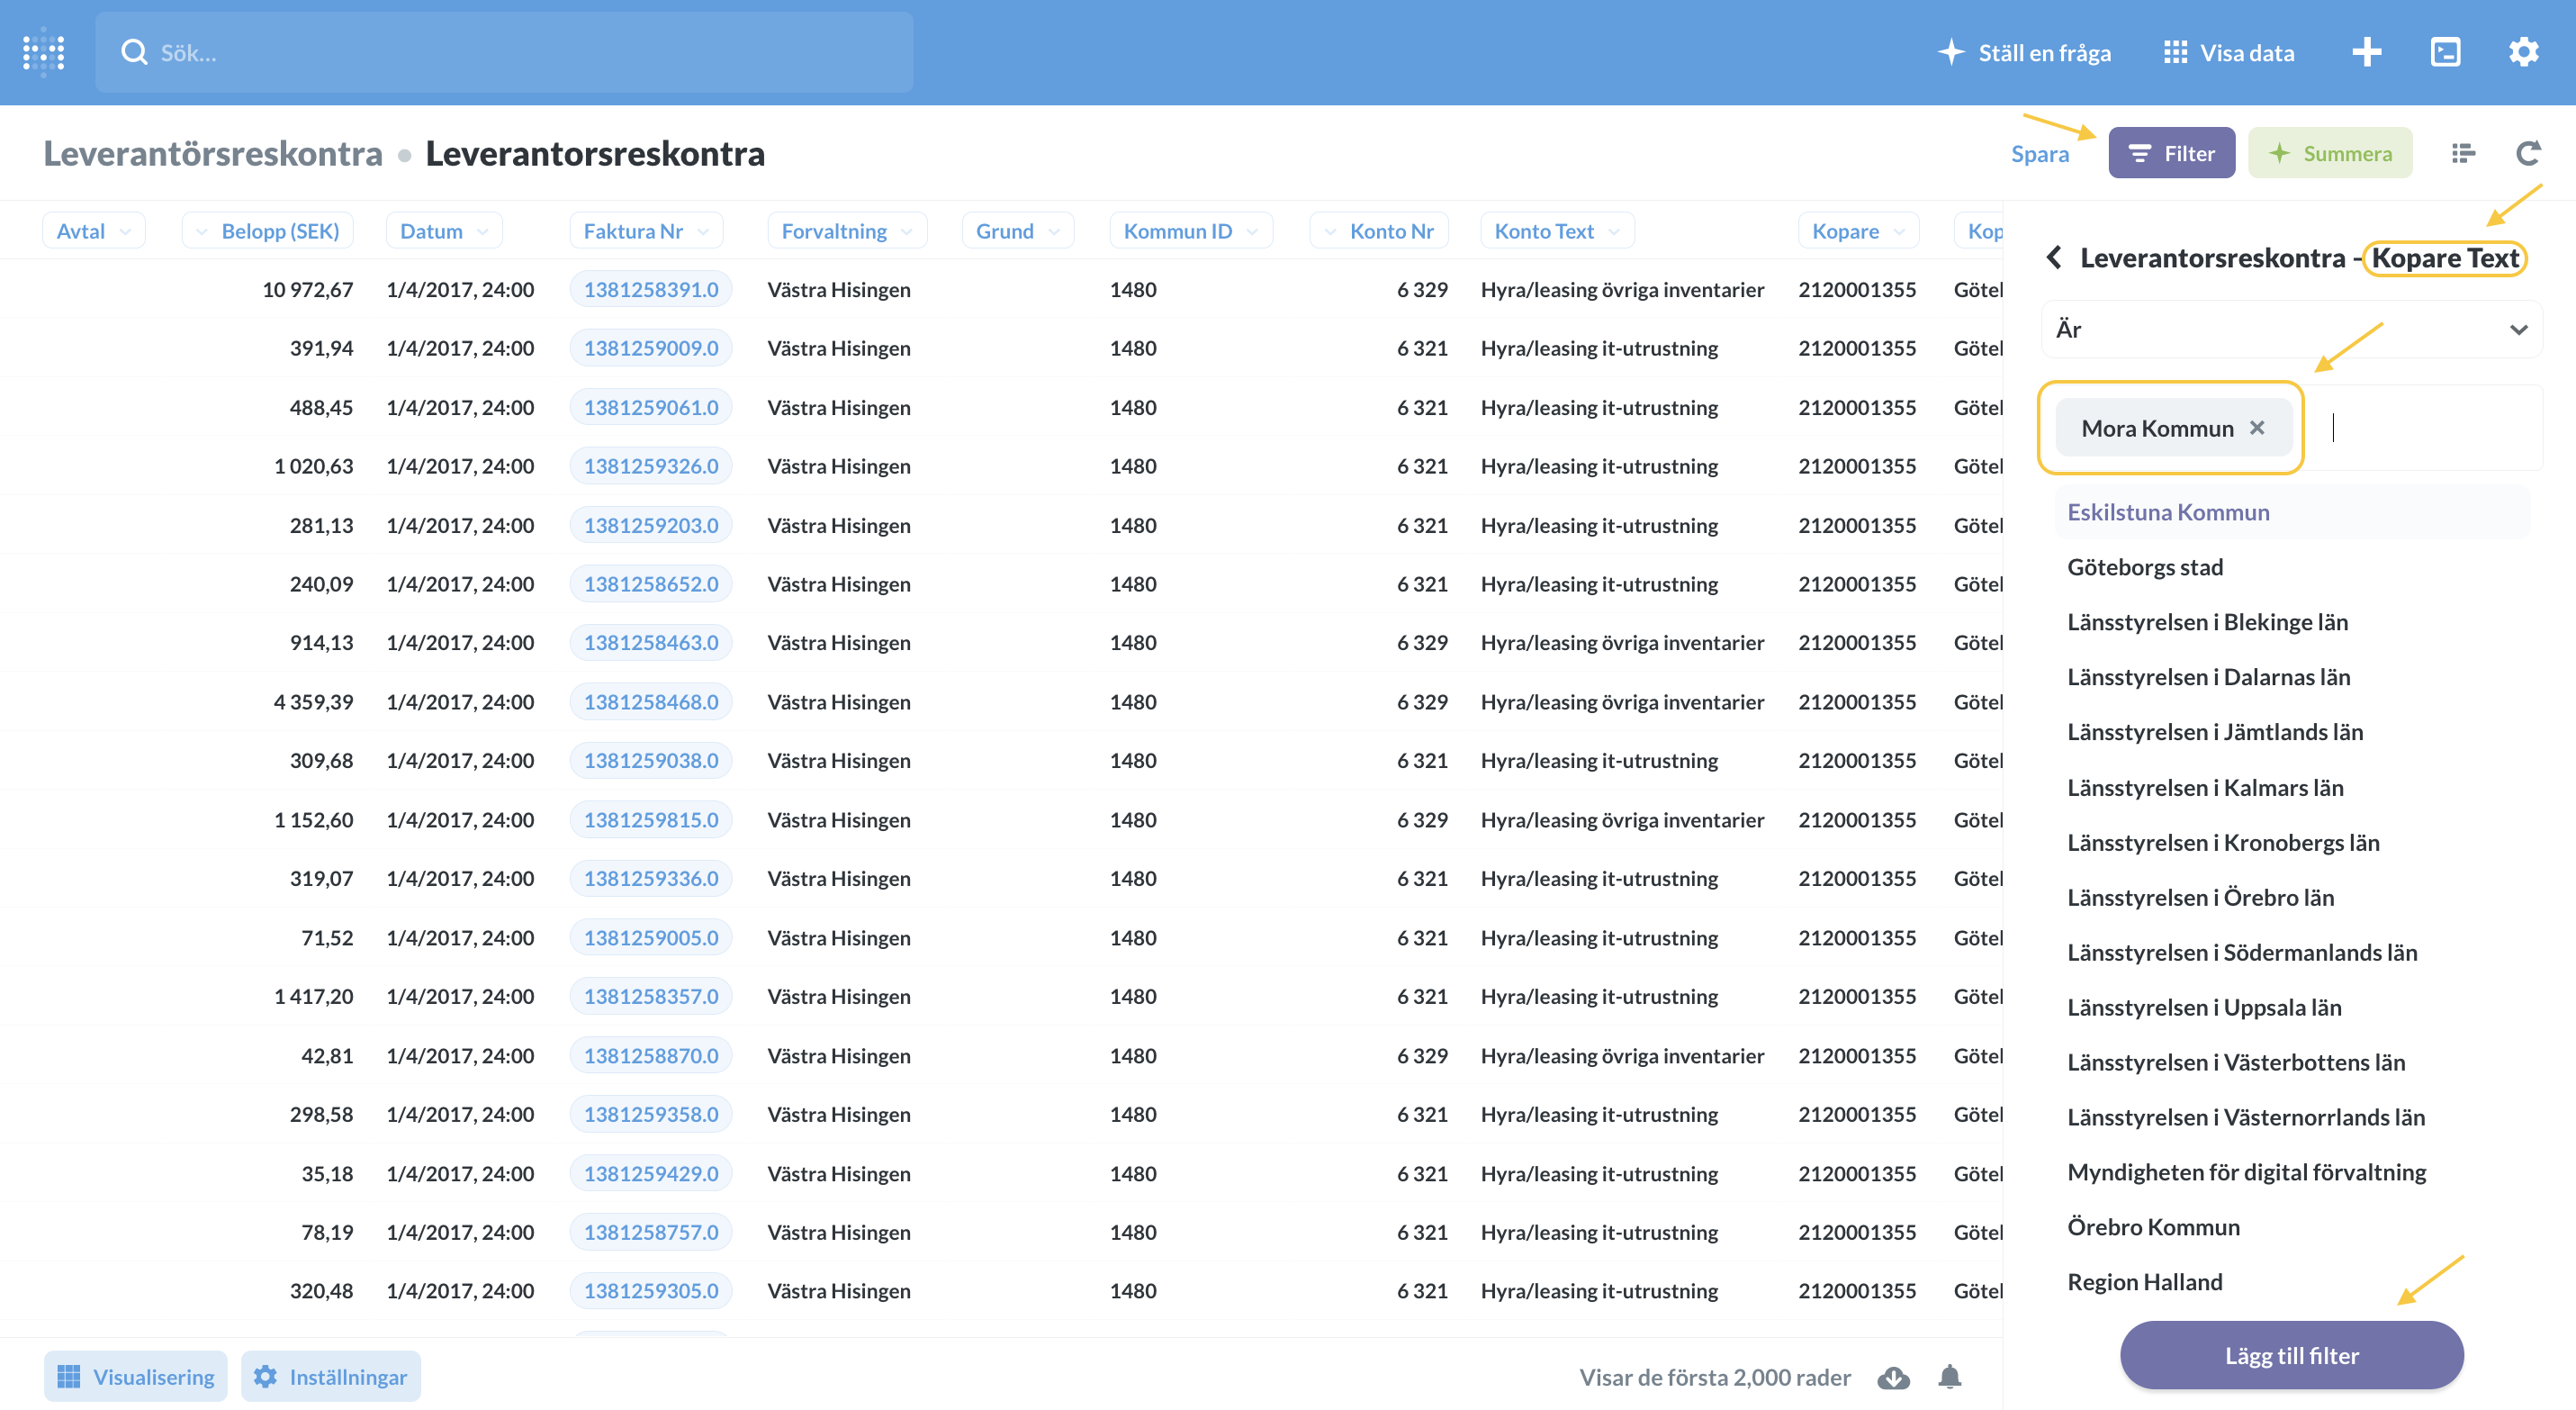 Sök...
Ställ en fråga
Visa data
Leverantörsreskontra • Leverantorsreskontra
Spara
Filter
Summera
Avtal Belopp (SEK) Datum Faktura Nr Forvaltning Grund Kommun ID Konto Nr Konto Text Kopare Kop
10 972,67 1/4/2017, 24:00 1381258391.0 Västra Hisingen 1480 6 329 Hyra/leasing övriga inventarier 2120001355 Götel
391,94 1/4/2017, 24:00 1381259009.0 Västra Hisingen 1480 6 321 Hyra/leasing it-utrustning 2120001355 Götel
488,45 1/4/2017, 24:00 1381259061.0 Västra Hisingen 1480 6 321 Hyra/leasing it-utrustning 2120001355 Götel
1 020,63 1/4/2017, 24:00 1381259326.0 Västra Hisingen 1480 6 321 Hyra/leasing it-utrustning 2120001355 Götel
281,13 1/4/2017, 24:00 1381259203.0 Västra Hisingen 1480 6 321 Hyra/leasing it-utrustning 2120001355 Götel
240,09 1/4/2017, 24:00 1381258652.0 Västra Hisingen 1480 6 321 Hyra/leasing it-utrustning 2120001355 Götel
914,13 1/4/2017, 24:00 1381258463.0 Västra Hisingen 1480 6 329 Hyra/leasing övriga inventarier 2120001355 Götel
4 359,39 1/4/2017, 24:00 1381258468.0 Västra Hisingen 1480 6 329 Hyra/leasing övriga inventarier 2120001355 Götel
309,68 1/4/2017, 24:00 1381259038.0 Västra Hisingen 1480 6 321 Hyra/leasing it-utrustning 2120001355 Götel
1 152,60 1/4/2017, 24:00 1381259815.0 Västra Hisingen 1480 6 329 Hyra/leasing övriga inventarier 2120001355 Götel
319,07 1/4/2017, 24:00 1381259336.0 Västra Hisingen 1480 6 321 Hyra/leasing it-utrustning 2120001355 Götel
71,52 1/4/2017, 24:00 1381259005.0 Västra Hisingen 1480 6 321 Hyra/leasing it-utrustning 2120001355 Götel
1 417,20 1/4/2017, 24:00 1381258357.0 Västra Hisingen 1480 6 321 Hyra/leasing it-utrustning 2120001355 Götel
42,81 1/4/2017, 24:00 1381258870.0 Västra Hisingen 1480 6 329 Hyra/leasing övriga inventarier 2120001355 Götel
298,58 1/4/2017, 24:00 1381259358.0 Västra Hisingen 1480 6 321 Hyra/leasing it-utrustning 2120001355 Götel
35,18 1/4/2017, 24:00 1381259429.0 Västra Hisingen 1480 6 321 Hyra/leasing it-utrustning 2120001355 Götel
78,19 1/4/2017, 24:00 1381258757.0 Västra Hisingen 1480 6 321 Hyra/leasing it-utrustning 2120001355 Götel
320,48 1/4/2017, 24:00 1381259305.0 Västra Hisingen 1480 6 321 Hyra/leasing it-utrustning 2120001355 Götel
Visualisering
Inställningar
Visar de första 2,000 rader
Leverantorsreskontra - Kopare Text
Är
Mora Kommun
Eskilstuna Kommun
Göteborgs stad
Länsstyrelsen i Blekinge län
Länsstyrelsen i Dalarnas län
Länsstyrelsen i Jämtlands län
Länsstyrelsen i Kalmars län
Länsstyrelsen i Kronobergs län
Länsstyrelsen i Örebro län
Länsstyrelsen i Södermanlands län
Länsstyrelsen i Uppsala län
Länsstyrelsen i Västerbottens län
Länsstyrelsen i Västernorrlands län
Myndigheten för digital förvaltning
Örebro Kommun
Region Halland
Lägg till filter